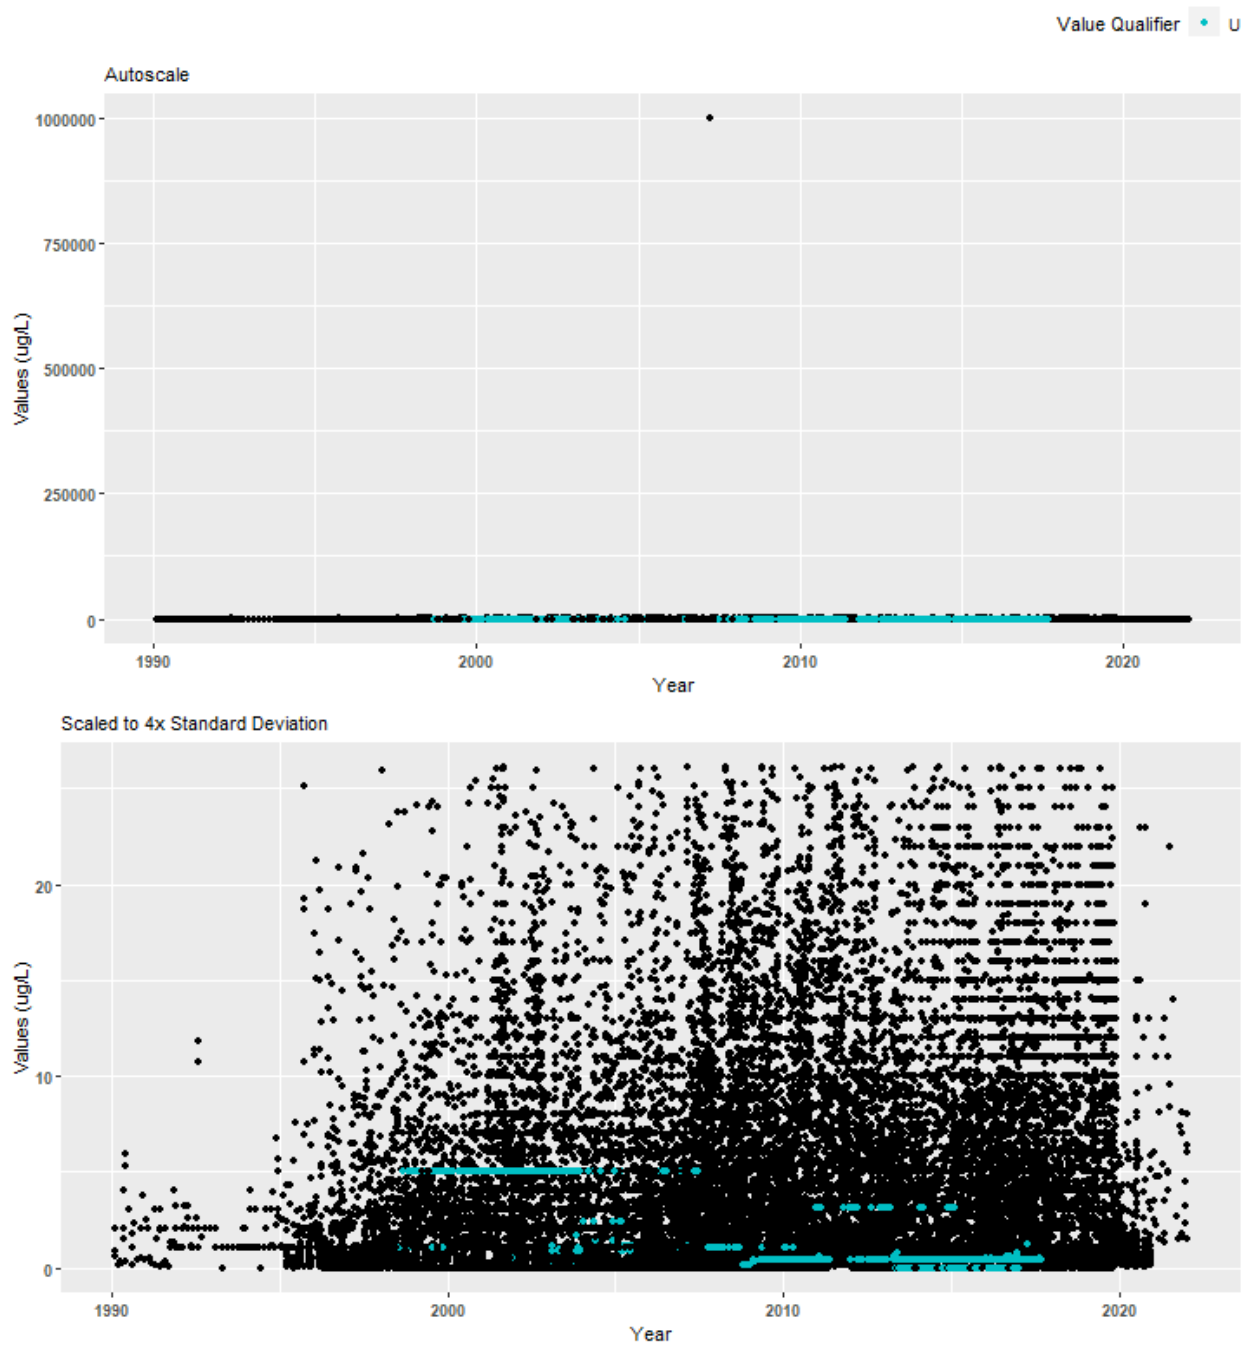 Value Qualifier U
Autoscale
Values (ug/L)
1000000
750000
500000
250000
0
1990 2000 2010 2020
Year
Scaled to 4x Standard Deviation
Values (ug/L)
20
10
0
1990 2000 2010 2020
Year